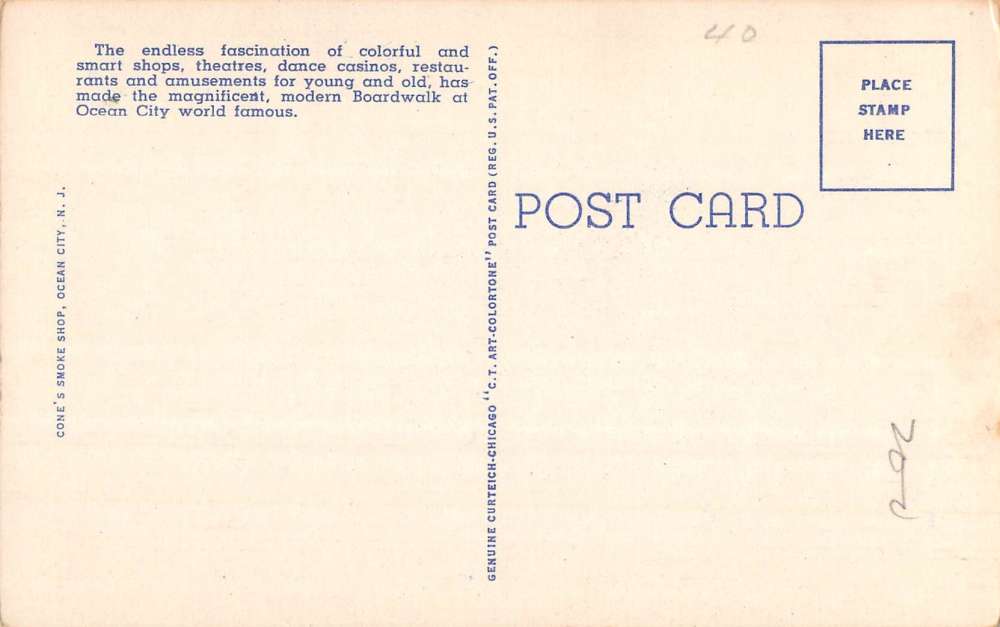 The endless fascination of colorful and
smart shops, theatres, dance casinos, restau-
rants and amusements for young and old, has
made the magnificent, modern Boardwalk at
Ocean City world famous.
CONE'S SMOKE SHOP, OCEAN CITY, N. J.
GENUINE CURTEICH-CHICAGO "C.T. ART-COLORTONE" POST CARD (REG. U.S. PAT. OFF.)
40
POST CARD
PLACE
STAMP
HERE